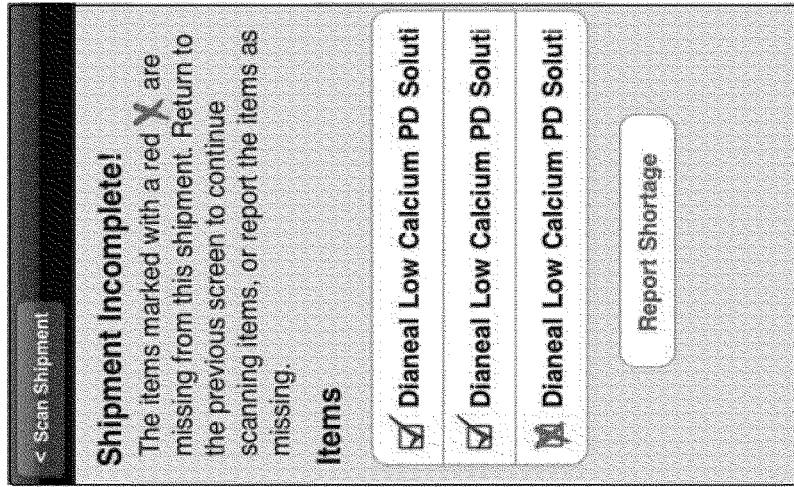 < Scan Shipment
Shipment Incomplete!
The items marked with a red X are
missing from this shipment. Return to
the previous screen to continue
scanning items, or report the items as
missing.
Items
Dianeal Low Calcium PD Soluti
Dianeal Low Calcium PD Soluti
Dianeal Low Calcium PD Soluti
Report Shortage